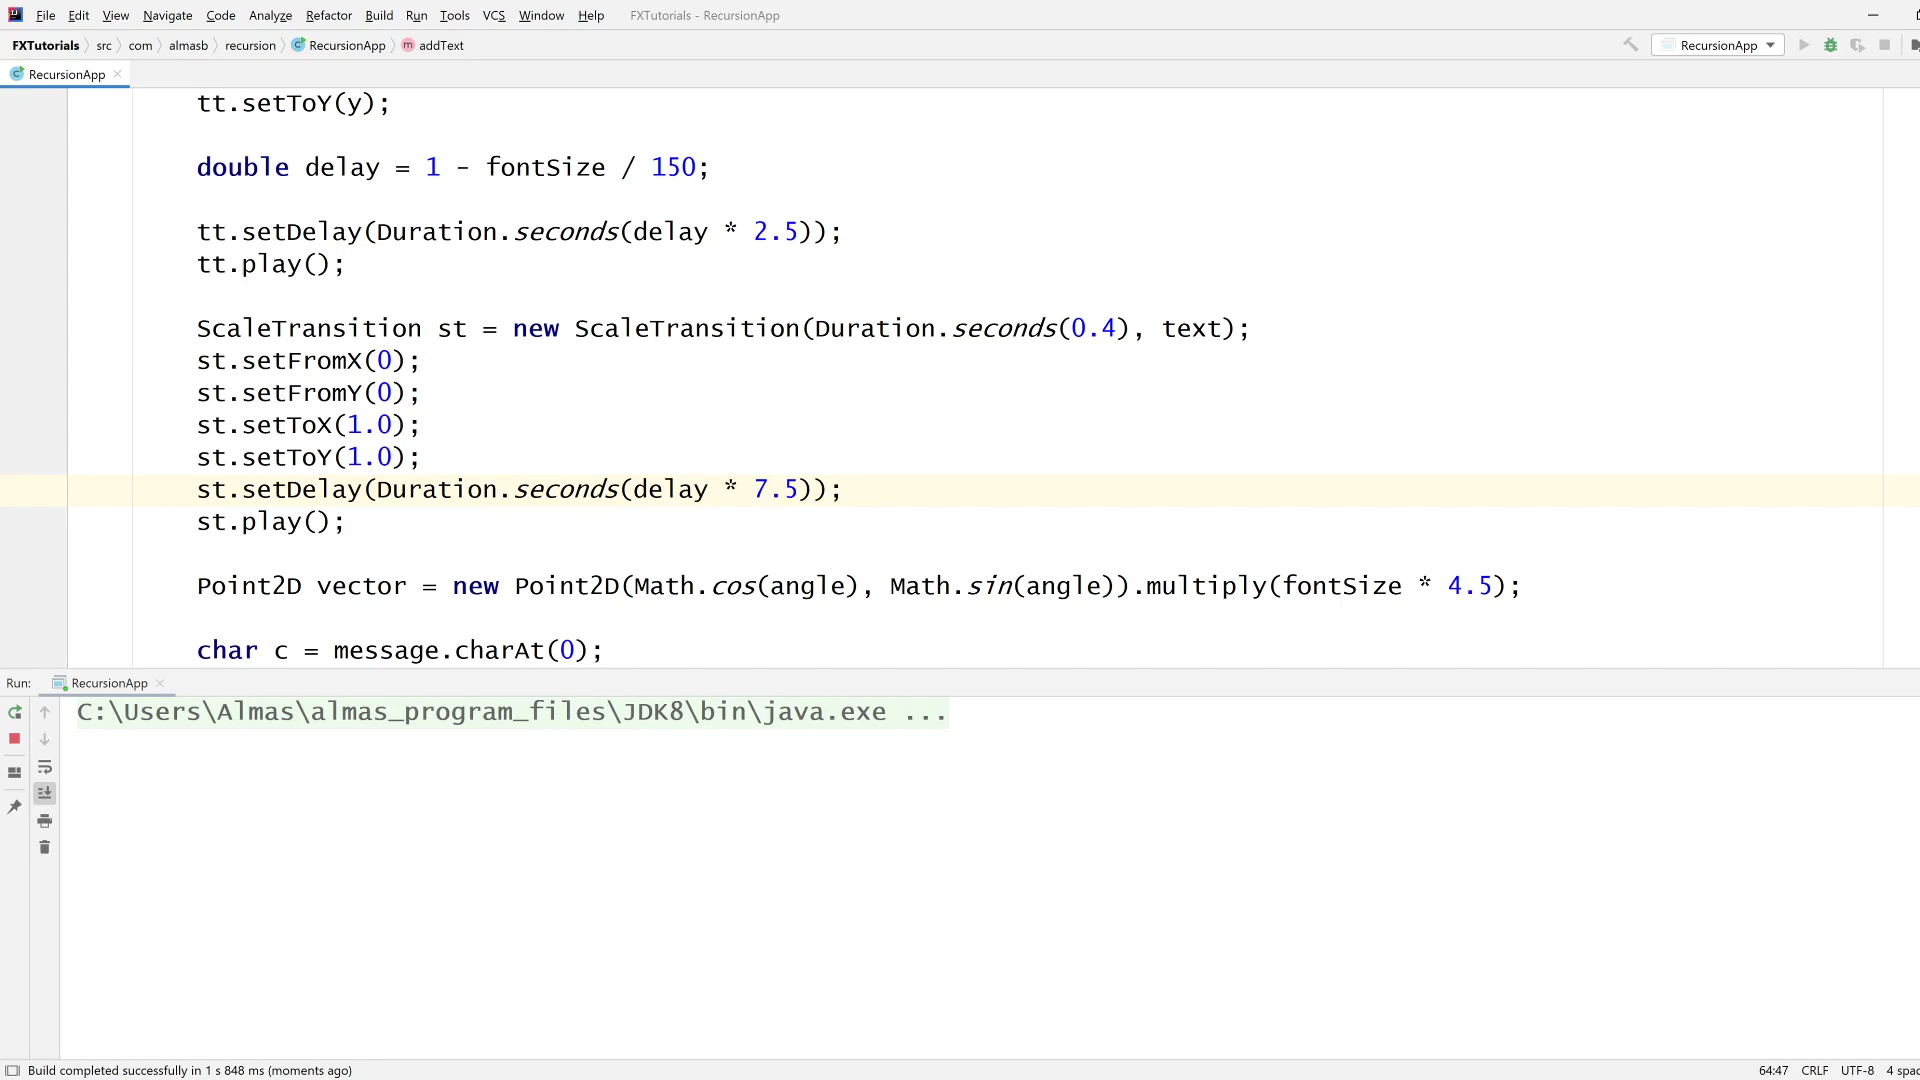 File Edit View Navigate Code Analyze Refactor Build Run Tools VCS Window Help FXTutorials - RecursionApp
FXTutorials src com almasb recursion RecursionApp addText RecursionApp
RecursionApp
tt.setToY(y);
double delay = 1 - fontSize / 150;
tt.setDelay(Duration.seconds(delay * 2.5));
tt.play();
ScaleTransition st = new ScaleTransition(Duration.seconds(0.4), text);
st.setFromX(0);
st.setFromY(0);
st.setToX(1.0);
st.setToY(1.0);
st.setDelay(Duration.seconds(delay * 7.5));
st.play();
Point2D vector = new Point2D(Math.cos(angle), Math.sin(angle)).multiply(fontSize * 4.5);
char c = message.charAt(0);
Run: RecursionApp
C:\Users\Almas\almas_program_files\JDK8\bin\java.exe ...
Build completed successfully in 1 s 848 ms (moments ago) 64:47 CRLF UTF-8 4 spac